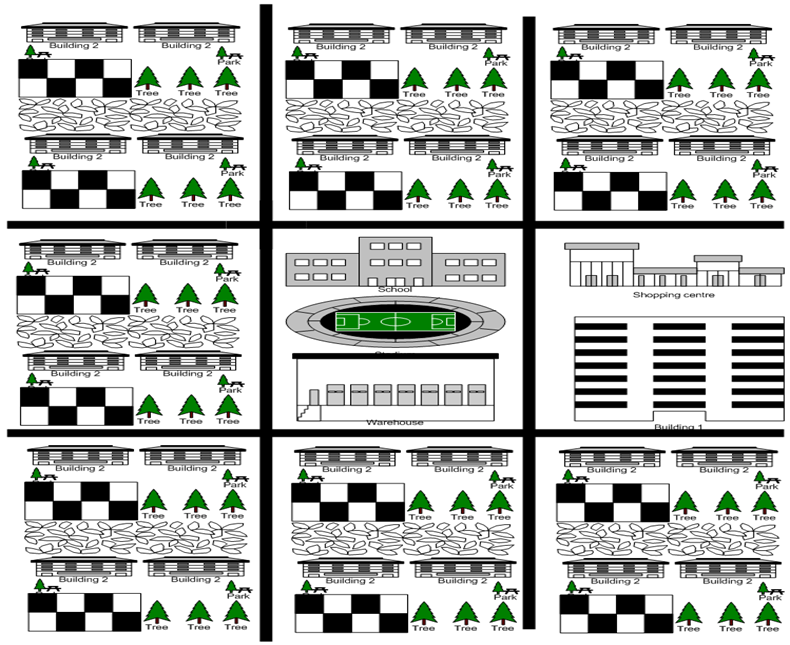 Building 2 Building 2 Building 2 Building 2 Building 2 Building 2
Park Park Park
Tree Tree Tree Tree Tree Tree Tree Tree Tree
Building 2 Building 2 Building 2 Building 2 Building 2 Building 2
Park Park Park
Tree Tree Tree Tree Tree Tree Tree Tree Tree
Building 2 Building 2
Park
Tree Tree Tree
Building 2 Building 2
Park
Tree Tree Tree
School
Warehouse
Shopping centre
Building 1
Building 2 Building 2 Building 2 Building 2 Building 2 Building 2
Park Park Park
Tree Tree Tree Tree Tree Tree Tree Tree Tree
Building 2 Building 2 Building 2 Building 2 Building 2 Building 2
Park Park Park
Tree Tree Tree Tree Tree Tree Tree Tree Tree